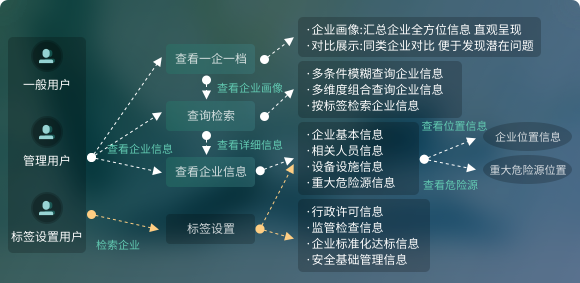 一般用户
管理用户
标签设置用户
查看企业信息
检索企业
查看一企一档
查看企业画像
查询检索
查看详细信息
查看企业信息
标签设置
·企业画像:汇总企业全方位信息 直观呈现
·对比展示:同类企业对比 便于发现潜在问题
·多条件模糊查询企业信息
·多维度组合查询企业信息
·按标签检索企业信息
·企业基本信息
·相关人员信息
·设备设施信息
·重大危险源信息
·行政许可信息
·监管检查信息
·企业标准化达标信息
·安全基础管理信息
查看位置信息
查看危险源
企业位置信息
重大危险源位置